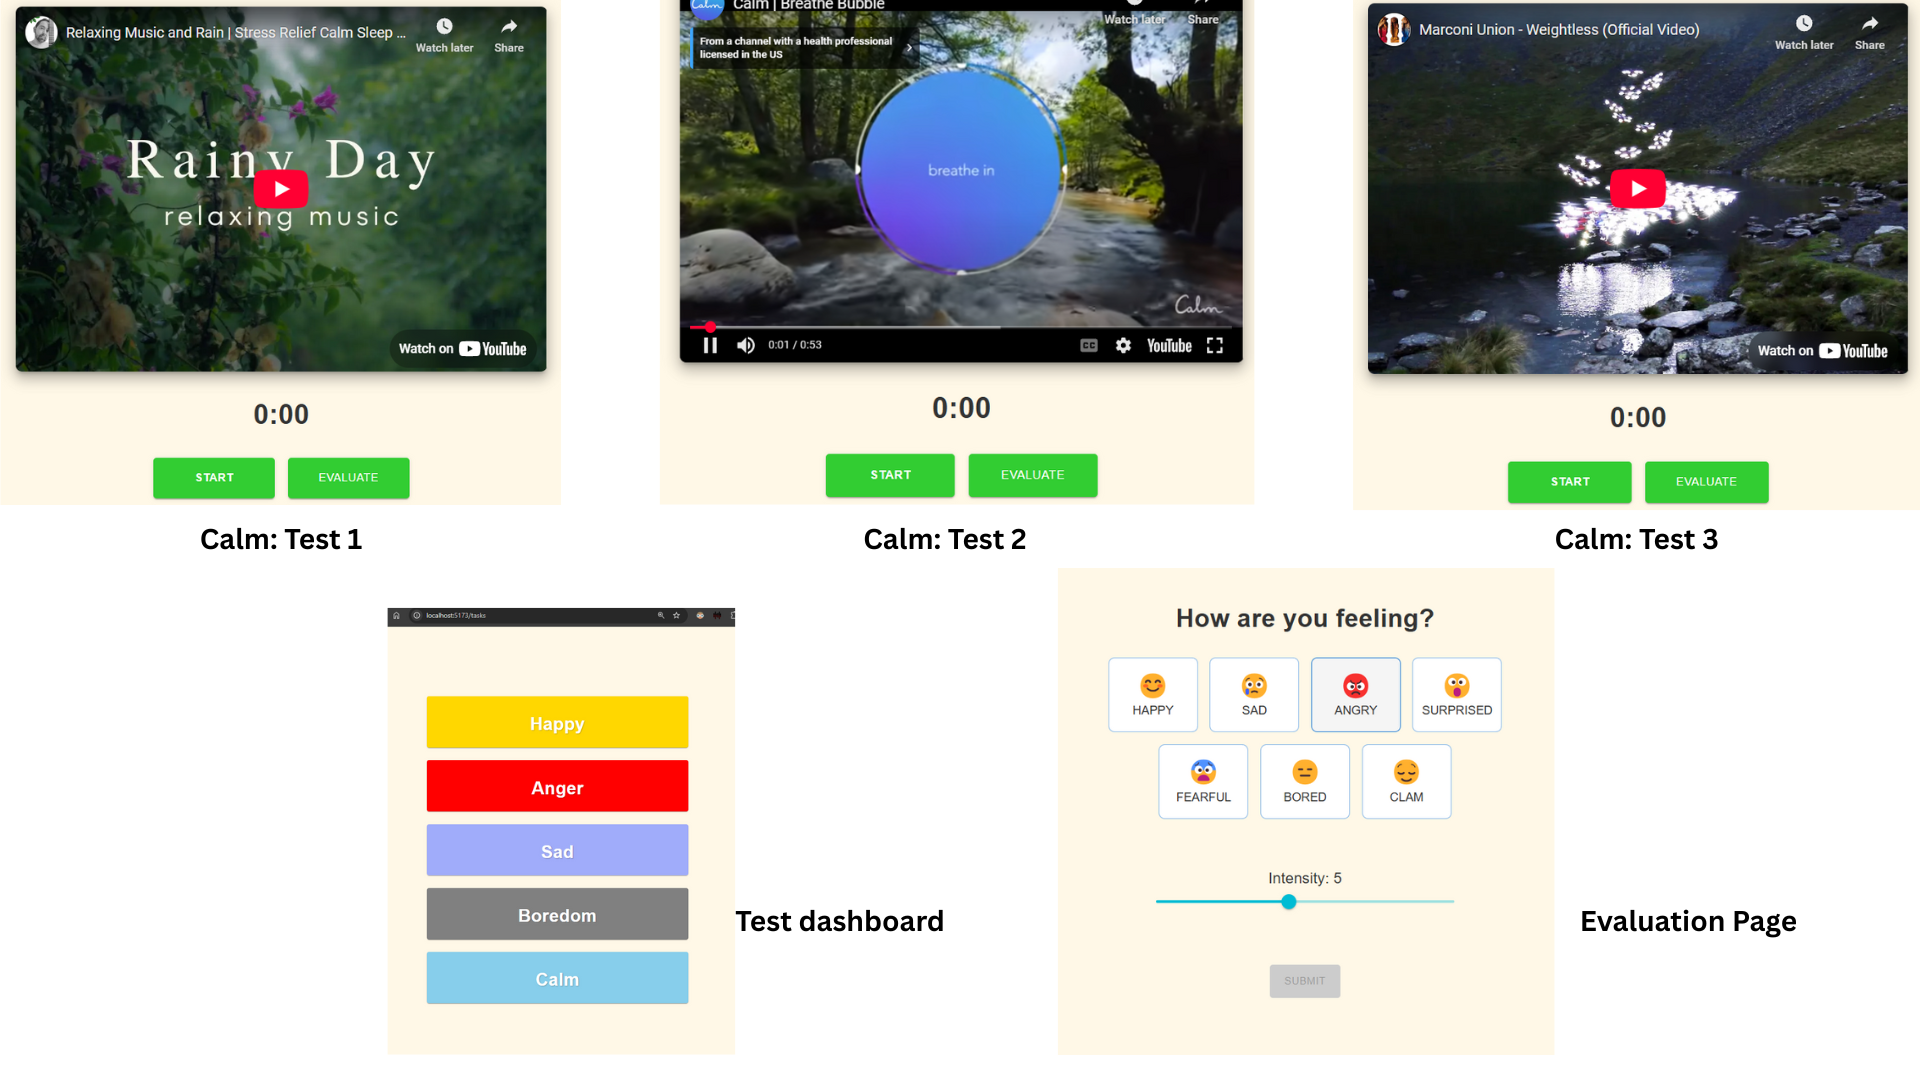 Relaxing Music and Rain | Stress Relief Calm Sleep ...
Watch later
Share
Rainy Day
relaxing music
Watch on YouTube
0:00
START
EVALUATE
Calm: Test 1
Calm
Calm | Breathe Bubble
Watch later
Share
From a channel with a health professional
licensed in the US
breathe in
Calm
0:01 / 0:53
CC
YouTube
0:00
START
EVALUATE
Calm: Test 2
Marconi Union - Weightless (Official Video)
Watch later
Share
Watch on YouTube
0:00
START
EVALUATE
Calm: Test 3
localhost:5173/tasks
Happy
Anger
Sad
Boredom
Calm
Test dashboard
How are you feeling?
HAPPY
SAD
ANGRY
SURPRISED
FEARFUL
BORED
CLAM
Intensity: 5
SUBMIT
Evaluation Page